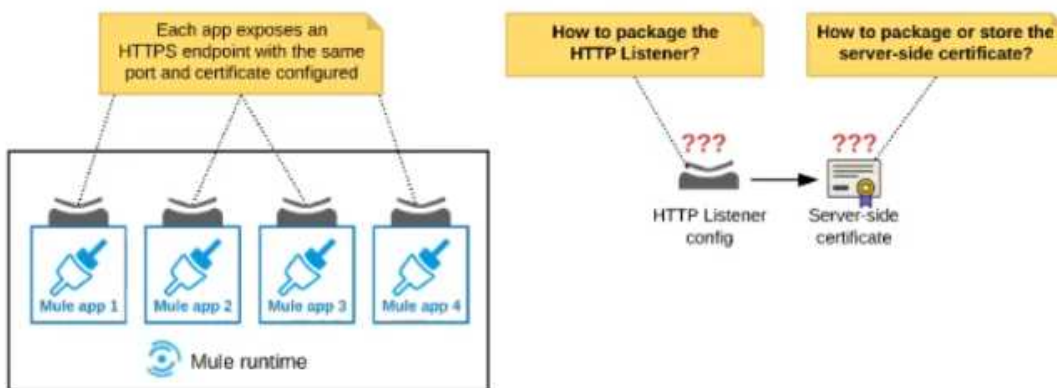 Each app exposes an
HTTPS endpoint with the same
port and certificate configured
How to package the
HTTP Listener?
How to package or store the
server-side certificate?
???
???
HTTP Listener
config
Server-side
certificate
Mule app 1
Mule app 2
Mule app 3
Mule app 4
Mule runtime